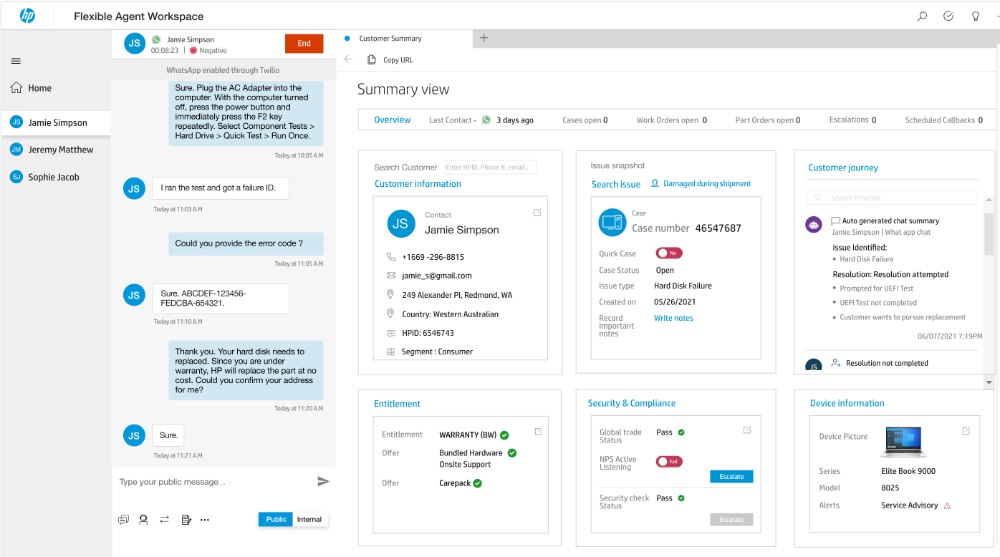 hp
Flexible Agent Workspace
Home
JS Jamie Simpson
JM Jeremy Matthew
SJ Sophie Jacob
JS
Jamie Simpson
00:08:23 | Negative
End
WhatsApp enabled through Twilio
Sure. Plug the AC Adapter into the
computer. With the computer turned
off, press the power button and
immediately press the F2 key
repeatedly. Select Component Tests >
Hard Drive > Quick Test > Run Once.
Today at 10:05 A.M
JS
I ran the test and got a failure ID.
Today at 11:03 A.M
Could you provide the error code ?
Today at 11:05 A.M
JS
Sure. ABCDEF-123456-
FEDCBA-654321.
Today at 11:10 A.M
Thank you. Your hard disk needs to
replaced. Since you are under
warranty, HP will replace the part at no
cost. Could you confirm your address
for me?
Today at 11:20 A.M
JS
Sure.
Today at 11:21 A.M
Type your public message ...
Public Internal
Customer Summary
Copy URL
Summary view
Overview Last Contact • 3 days ago Cases open 0 Work Orders open 0 Part Orders open 0 Escalations 0 Scheduled Callbacks 0
Search Customer Enter HPID, Phone #, email..
Customer information
JS
Contact
Jamie Simpson
+1669 -296-8815
jamie_s@gmail.com
249 Alexander Pl, Redmond, WA
Country: Western Australian
HPID: 6546743
Segment : Consumer
Issue snapshot
Search issue Damaged during shipment
Case
Case number 46547687
Quick Case No
Case Status Open
Issue type Hard Disk Failure
Created on 05/26/2021
Record
Important
notes
Write notes
Customer journey
Search timeline
Auto generated chat summary
Jamie Simpson | What app chat
Issue Identified:
• Hard Disk Failure
Resolution: Resolution attempted
• Prompted for UEFI Test
• UEFI Test not completed
• Customer wants to pursue replacement
06/07/2021 7:19PM
JS
Resolution not completed
Entitlement
Entitlement WARRANTY (BW)
Offer Bundled Hardware
Onsite Support
Offer Carepack
Security & Compliance
Global trade
Status
Pass
NPS Active
Listening
Fail
Escalate
Security check
Status
Pass
Escalate
Device information
Device Picture
Series Elite Book 9000
Model 8025
Alerts Service Advisory